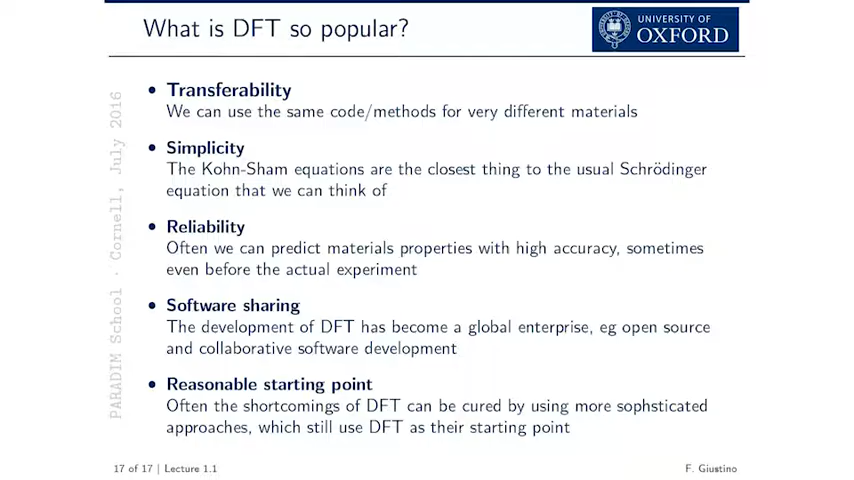 What is DFT so popular?
UNIVERSITY OF
OXFORD
PARADIM School · Cornell, July 2016
• Transferability
We can use the same code/methods for very different materials
• Simplicity
The Kohn-Sham equations are the closest thing to the usual Schrödinger
equation that we can think of
• Reliability
Often we can predict materials properties with high accuracy, sometimes
even before the actual experiment
• Software sharing
The development of DFT has become a global enterprise, eg open source
and collaborative software development
• Reasonable starting point
Often the shortcomings of DFT can be cured by using more sophsticated
approaches, which still use DFT as their starting point
17 of 17 | Lecture 1.1
F. Giustino